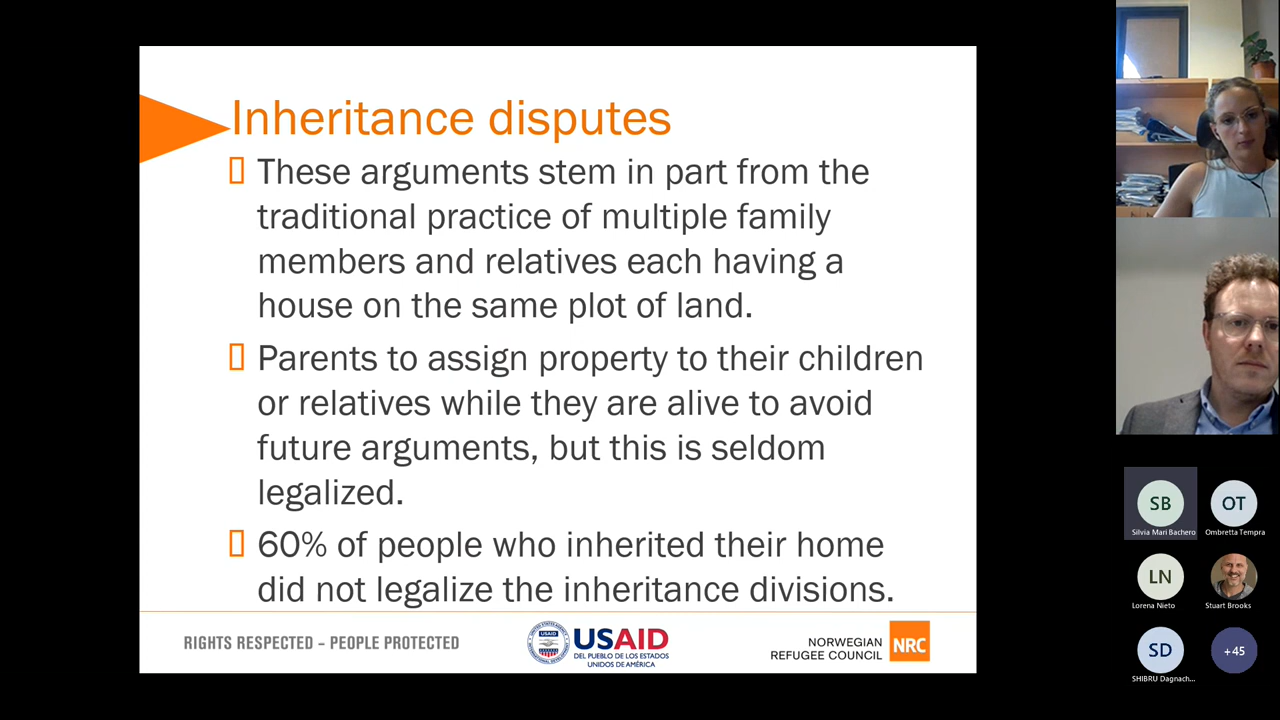 Inheritance disputes
These arguments stem in part from the
traditional practice of multiple family
members and relatives each having a
house on the same plot of land.
Parents to assign property to their children
or relatives while they are alive to avoid
future arguments, but this is seldom
legalized.
60% of people who inherited their home
did not legalize the inheritance divisions.
RIGHTS RESPECTED – PEOPLE PROTECTED
USAID
USAID
DEL PUEBLO DE LOS ESTADOS
UNIDOS DE AMÉRICA
NORWEGIAN
REFUGEE COUNCIL
NRC
SB
OT
Silvia Mari Bachero
Ombretta Tempra
LN
Lorena Nieto
Stuart Brooks
SD
+45
SHIBRU Dagnach...